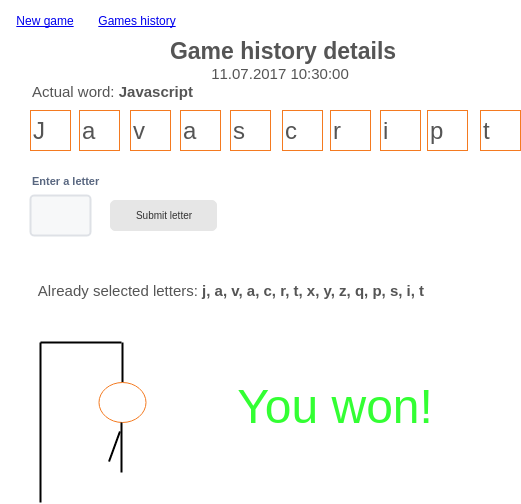 New game Games history
Game history details
11.07.2017 10:30:00
Actual word: Javascript
J a v a s c r i p t
Enter a letter
Submit letter
Already selected letters: j, a, v, a, c, r, t, x, y, z, q, p, s, i, t
You won!